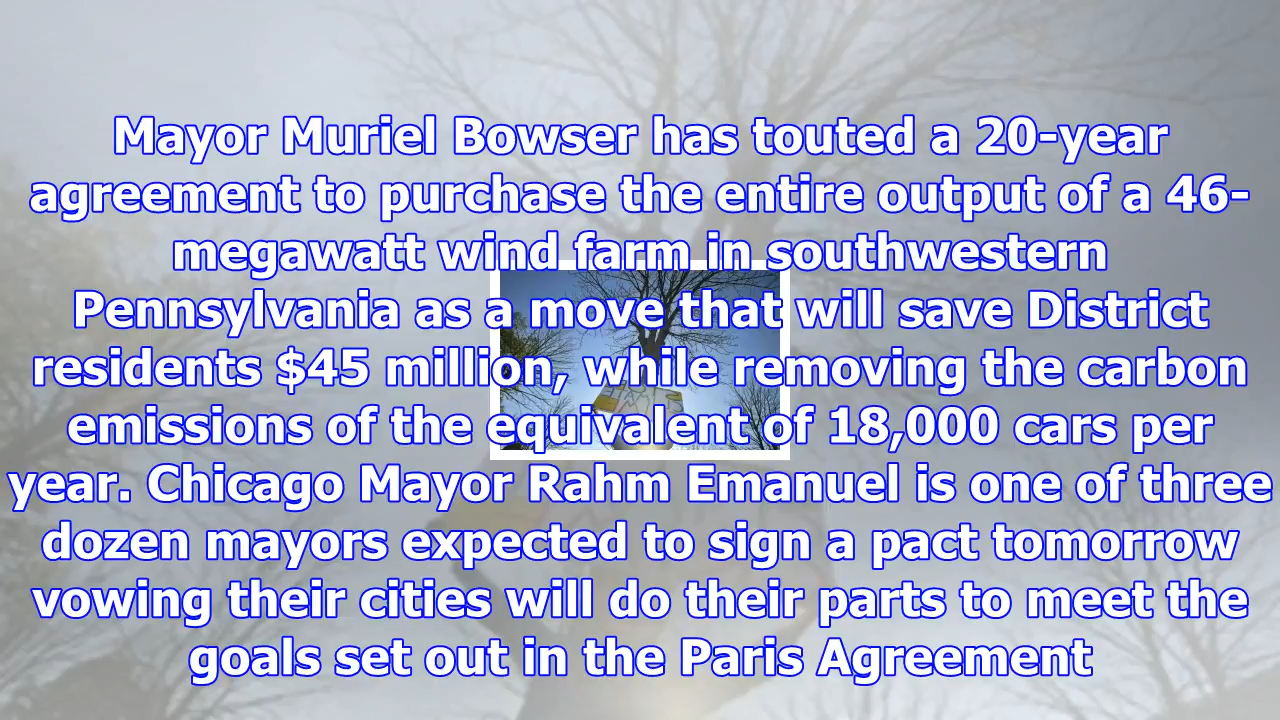 Mayor Muriel Bowser has touted a 20-year
agreement to purchase the entire output of a 46-
megawatt wind farm in southwestern
Pennsylvania as a move that will save District
residents $45 million, while removing the carbon
emissions of the equivalent of 18,000 cars per
year. Chicago Mayor Rahm Emanuel is one of three
dozen mayors expected to sign a pact tomorrow
vowing their cities will do their parts to meet the
goals set out in the Paris Agreement